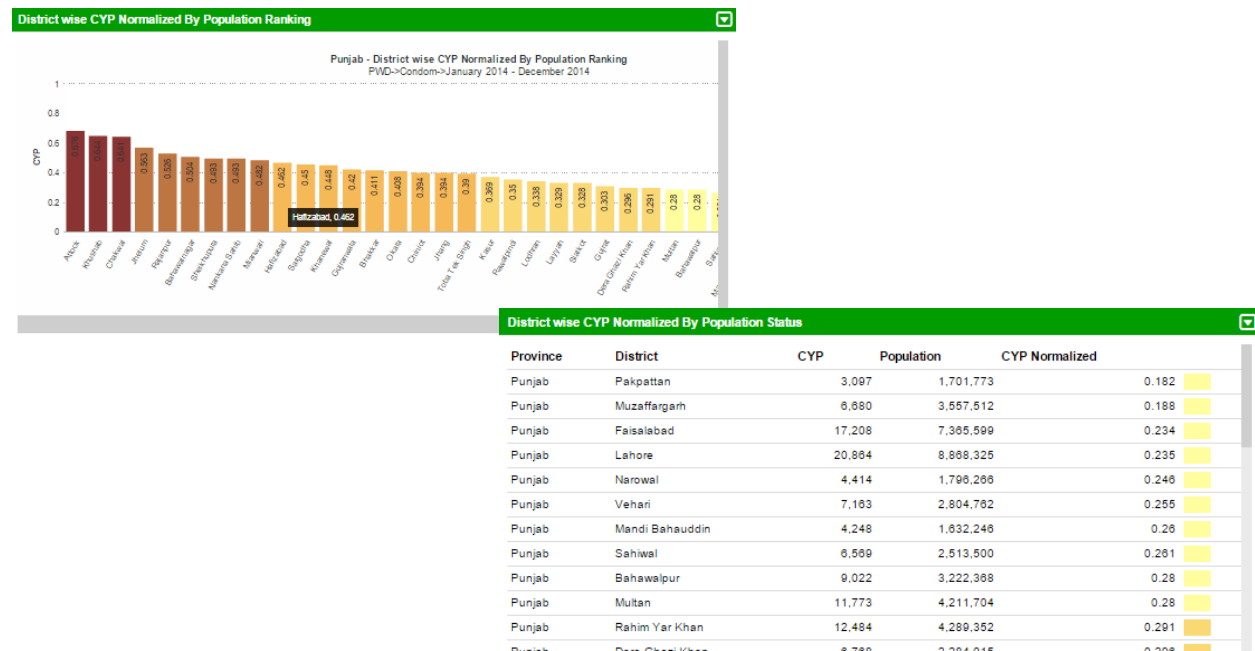 District wise CYP Normalized By Population Ranking
Punjab - District wise CYP Normalized By Population Ranking
PWD->Condom->January 2014 - December 2014
CYP
1
0.8
0.6
0.4
0.2
0
0.676
0.644
0.641
0.563
0.526
0.504
0.493
0.493
0.482
0.462
0.45
0.448
0.42
0.411
0.408
0.394
0.394
0.39
0.369
0.35
0.338
0.329
0.328
0.303
0.296
0.291
0.28
0.28
Hafizabad, 0.462
Attock
Khushab
Chakwal
Jhelum
Rajanpur
Bahawalnagar
Sheikhupura
Nankana Sahib
Mianwali
Hafizabad
Sargodha
Khanewal
Gujranwala
Bhakkar
Okara
Chiniot
Jhang
Toba Tek Singh
Kasur
Rawalpindi
Lodhran
Layyah
Sialkot
Gujrat
Dera Ghazi Khan
Rahim Yar Khan
Multan
Bahawalpur
District wise CYP Normalized By Population Status
Province District CYP Population CYP Normalized
Punjab Pakpattan 3,097 1,701,773 0.182
Punjab Muzaffargarh 6,680 3,557,512 0.188
Punjab Faisalabad 17,208 7,365,599 0.234
Punjab Lahore 20,864 8,868,325 0.235
Punjab Narowal 4,414 1,796,266 0.246
Punjab Vehari 7,163 2,804,762 0.255
Punjab Mandi Bahauddin 4,248 1,632,246 0.26
Punjab Sahiwal 6,569 2,513,500 0.261
Punjab Bahawalpur 9,022 3,222,368 0.28
Punjab Multan 11,773 4,211,704 0.28
Punjab Rahim Yar Khan 12,484 4,289,352 0.291
Punjab Dera Ghazi Khan